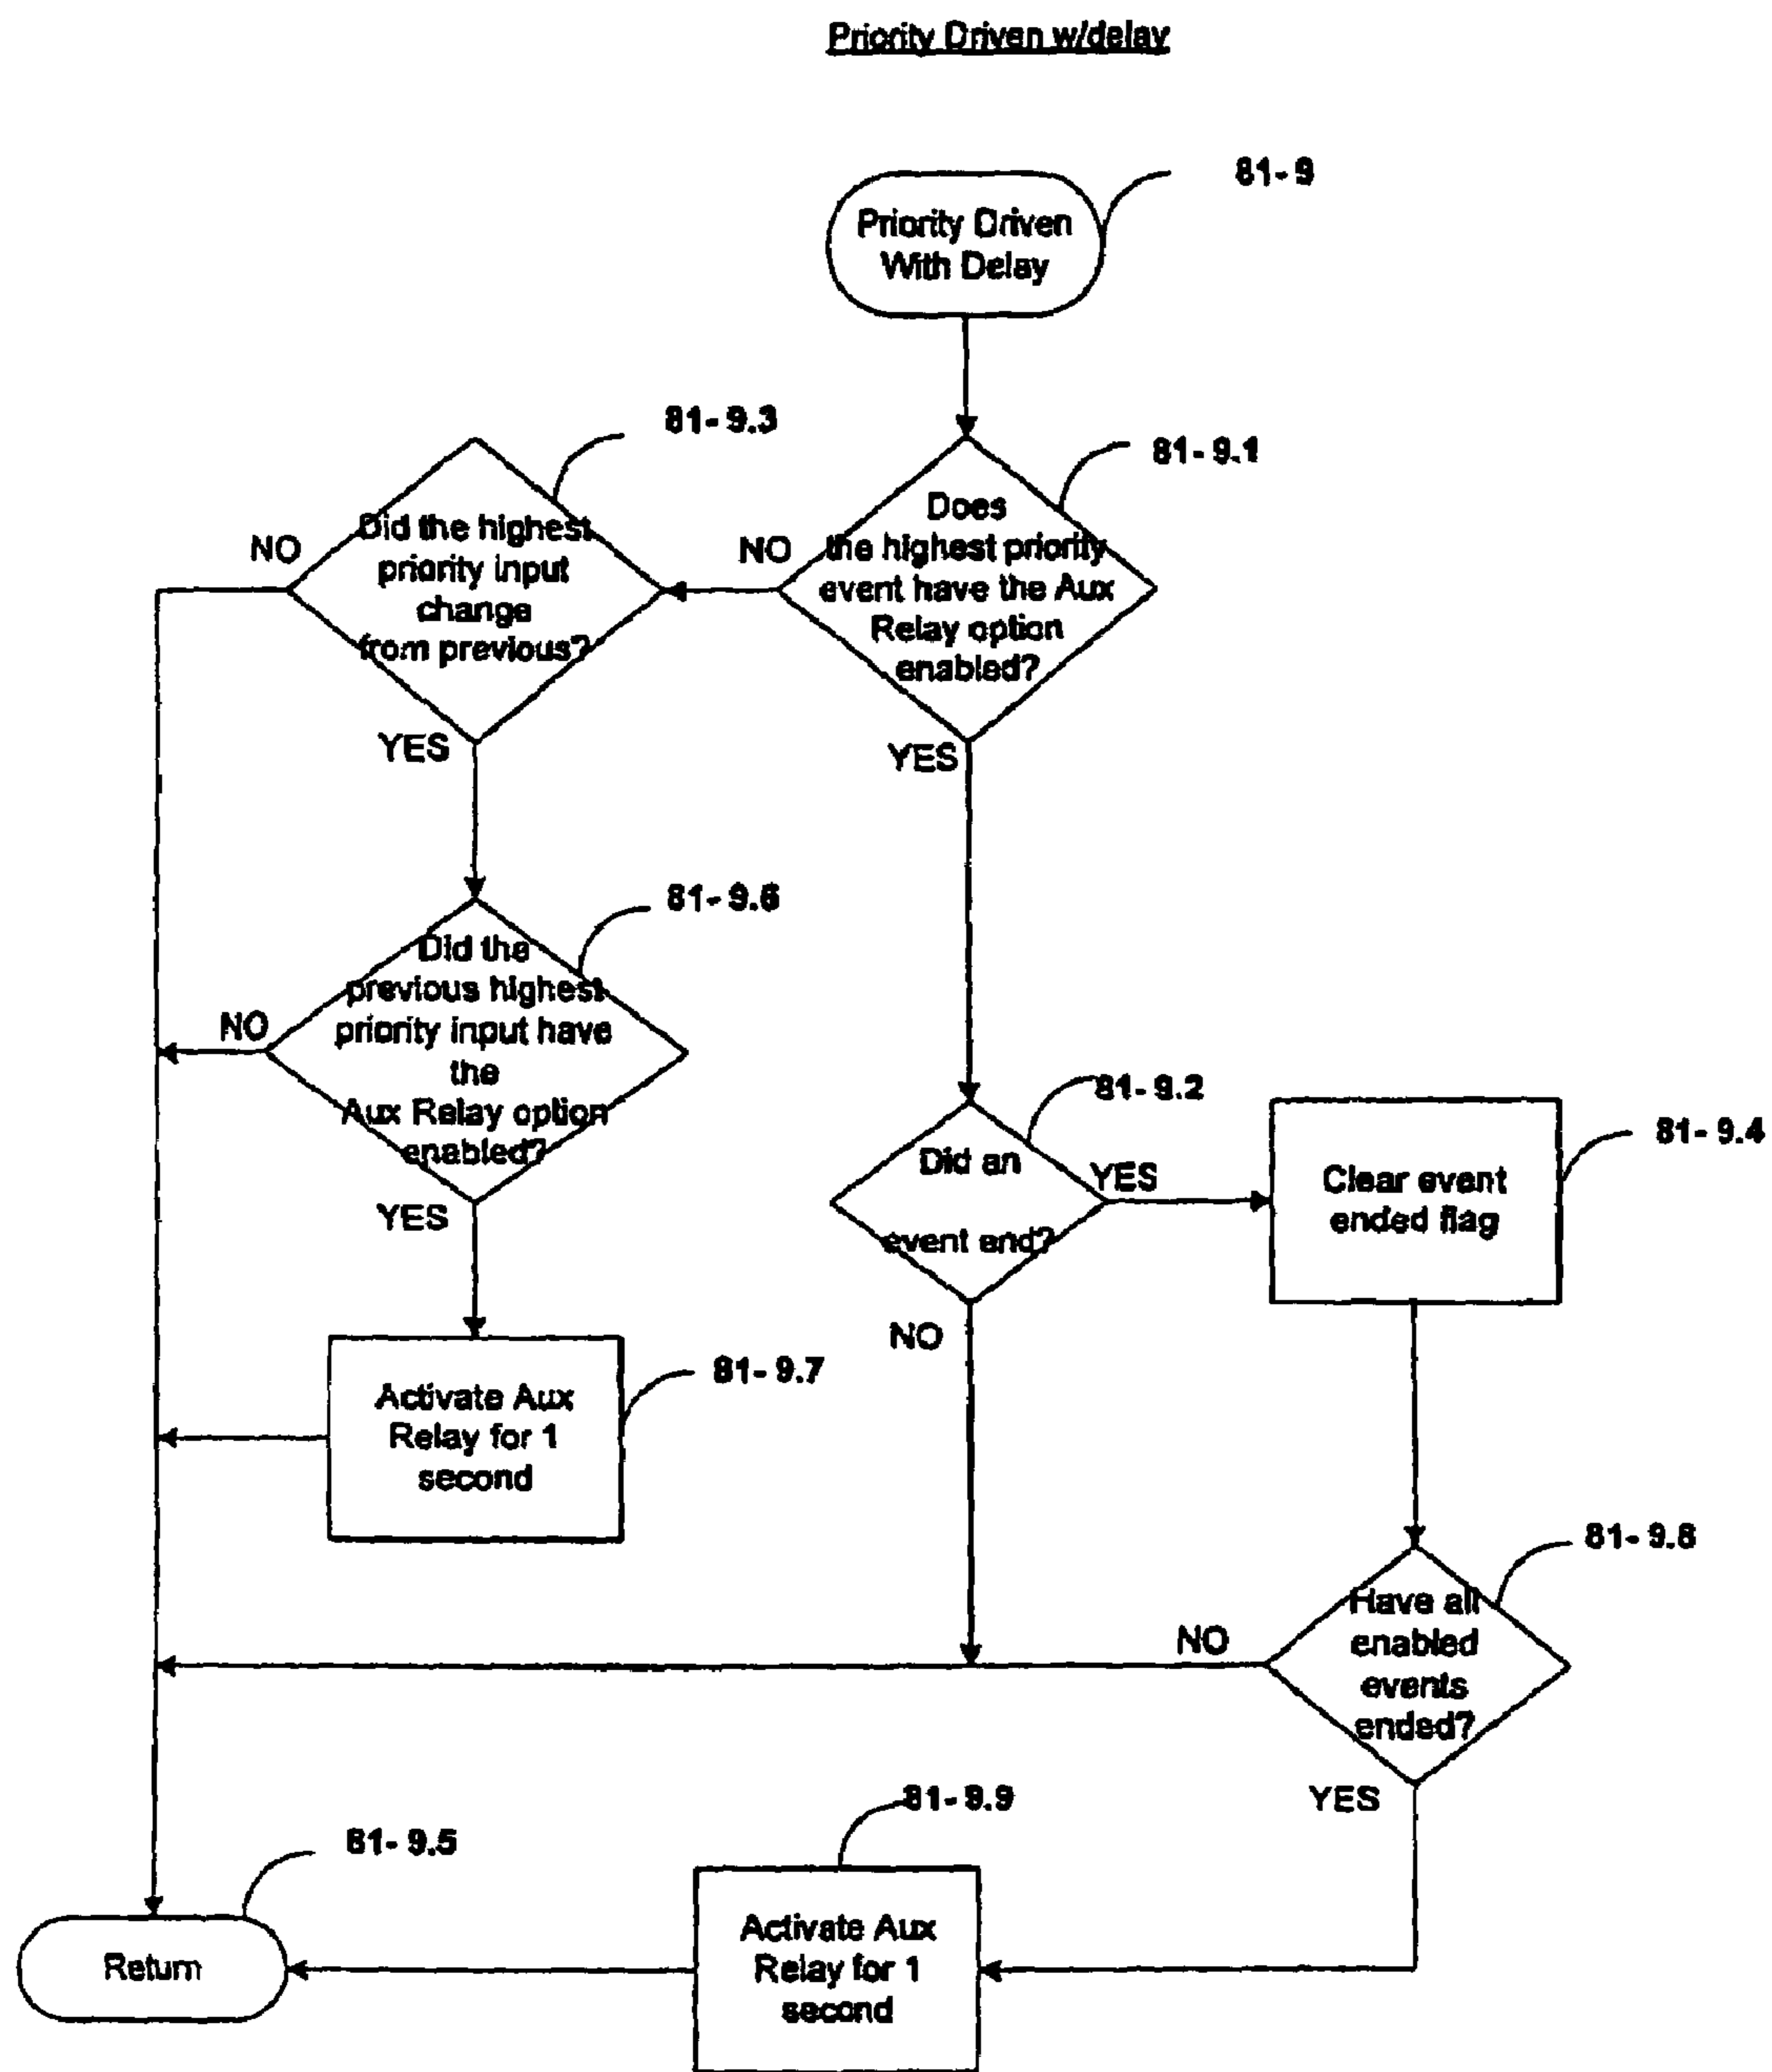 Priority Driven w/delay
81-9
Priority Driven
With Delay
81-9.3
81-9.1
Did the highest
priority input
change
from previous?
NO
YES
Does
the highest priority
event have the Aux
Relay option
enabled?
NO
YES
81-9.6
Did the
previous highest
priority input have
the
Aux Relay option
enabled?
NO
YES
81-9.2
Did an
event end?
YES
NO
81-9.4
Clear event
ended flag
81-9.7
Activate Aux
Relay for 1
second
81-9.8
Have all
enabled
events
ended?
NO
YES
81-9.9
Activate Aux
Relay for 1
second
81-9.5
Return